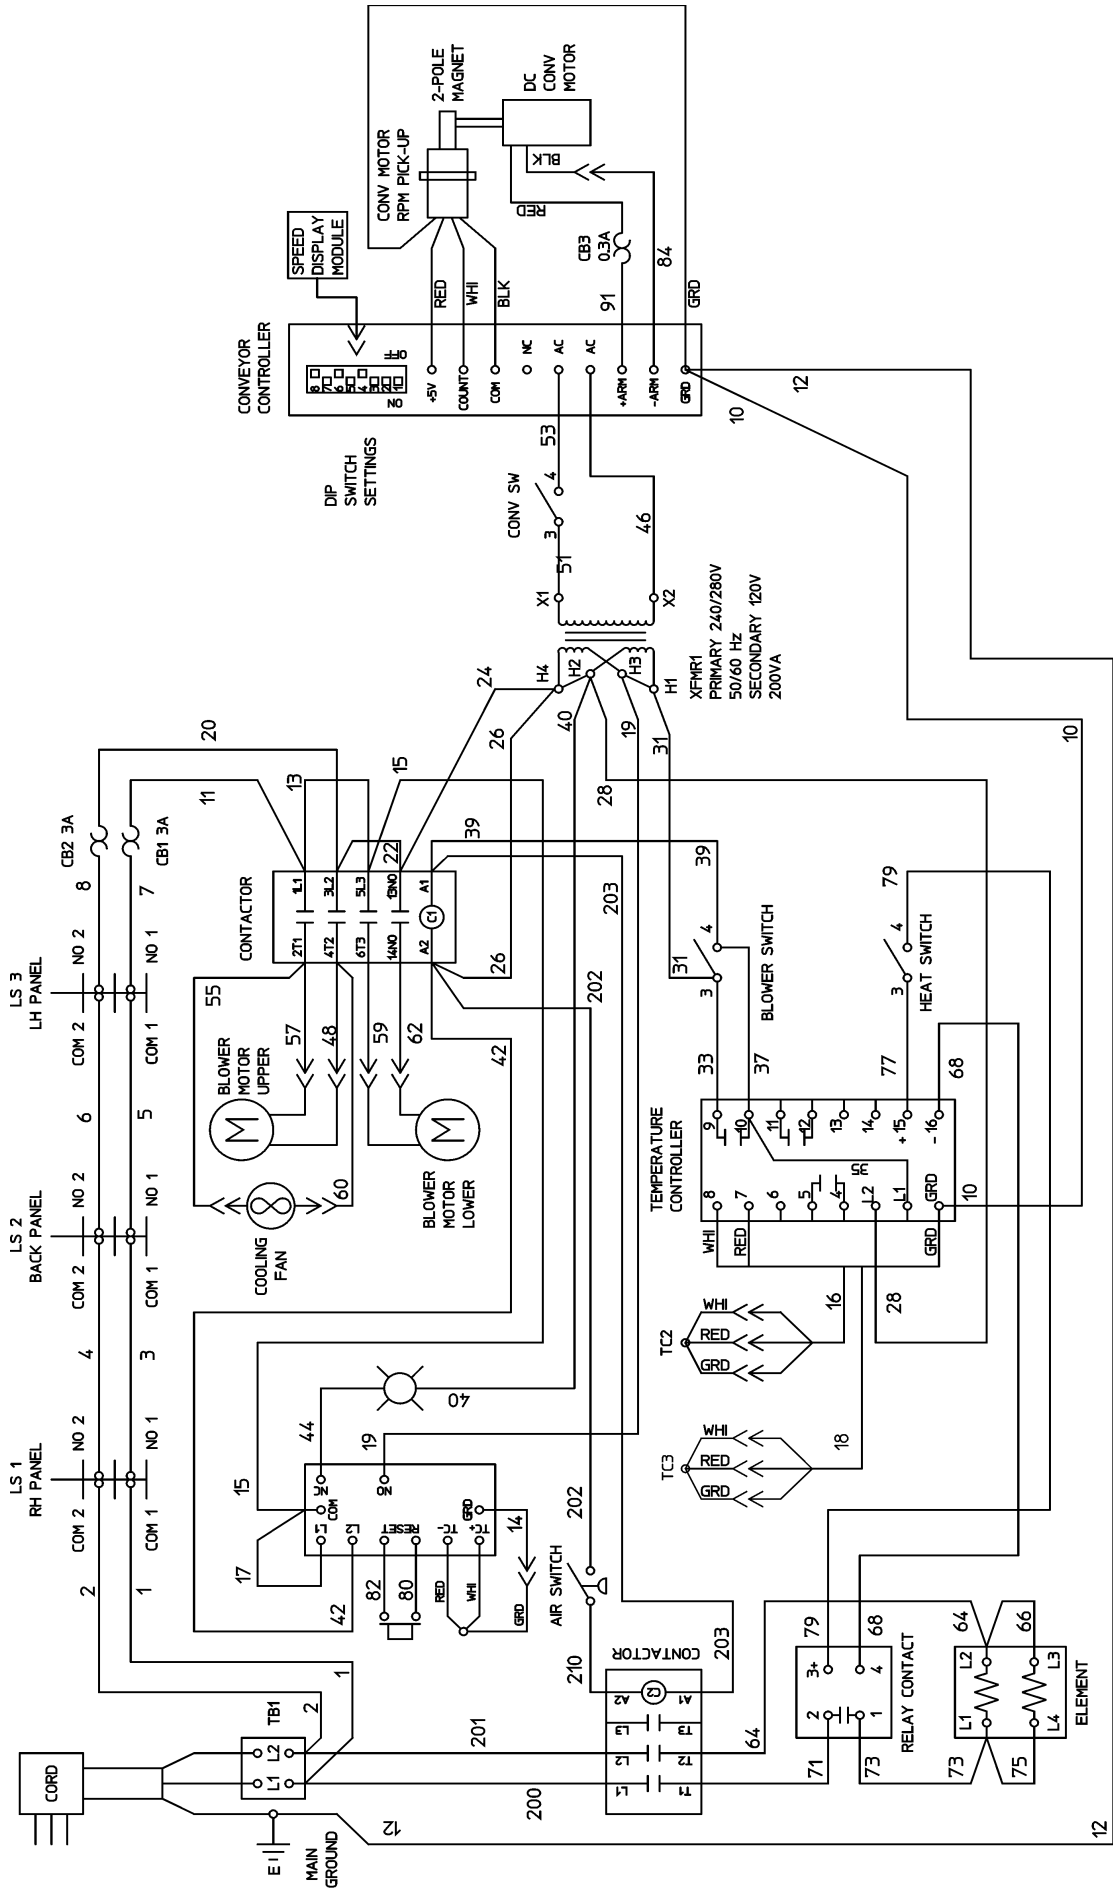 CORD
E1
MAIN
GROUND
12
12
TB1
L1
L2
1
2
2
1
LS 1
RH PANEL
COM 2
NO 2
COM 1
NO 1
4
3
LS 2
BACK PANEL
COM 2
NO 2
COM 1
NO 1
6
5
LS 3
LH PANEL
COM 2
NO 2
COM 1
NO 1
8
7
CB2 3A
CB1 3A
20
11
13
15
22
24
CONTACTOR
1L1
3L2
5L3
13NO
A1
2T1
4T2
6T3
14NO
A2
C1
39
39
203
26
26
202
42
55
57
48
59
62
60
BLOWER
MOTOR
UPPER
M
M
BLOWER
MOTOR
LOWER
COOLING
FAN
44
40
40
19
19
15
17
42
82
80
NC
COM
NO
L1
L2
RESET
TC-
TC+
GRD
RED
WHI
GRD
14
202
AIR SWITCH
210
CONTACTOR
L1
L2
L3
A2
T1
T2
T3
A1
C2
200
201
203
64
71
73
79
68
2
3+
1
4
RELAY CONTACT
L1
L2
L4
L3
ELEMENT
73
75
64
66
TC3
WHI
RED
GRD
18
TC2
WHI
RED
GRD
16
28
TEMPERATURE
CONTROLLER
8
7
6
5
4
L2
L1
GRD
9
10
11
12
13
14
+ 15
- 16
WHI
RED
GRD
10
33
37
77
68
31
31
3
4
BLOWER SWITCH
3
4
HEAT SWITCH
79
28
H4
H2
H3
H1
X1
X2
XFMR1
PRIMARY 240/280V
50/60 Hz
SECONDARY 120V
200VA
51
3
4
CONV SW
53
46
10
10
12
DIP
SWITCH
SETTINGS
CONVEYOR
CONTROLLER
ON
OFF
1
2
3
4
5
6
7
8
+5V
COUNT
COM
NC
AC
AC
+ARM
-ARM
GRD
SPEED
DISPLAY
MODULE
RED
WHI
BLK
91
84
GRD
CB3
0.3A
RED
BLK
CONV MOTOR
RPM PICK-UP
2-POLE
MAGNET
DC
CONV
MOTOR